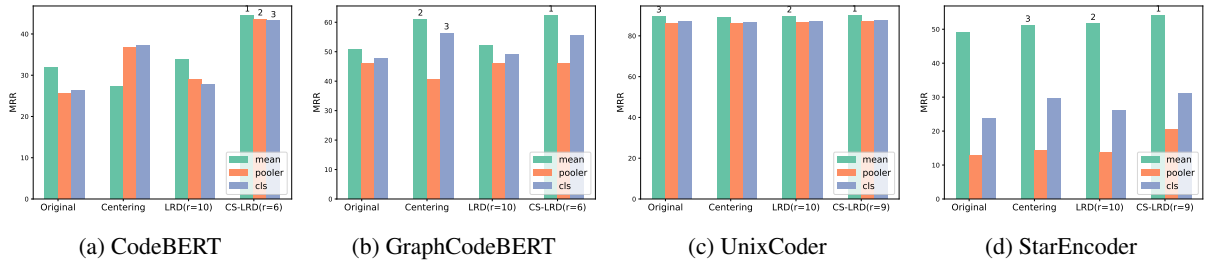 MRR
40
30
20
10
0
1
2
3
mean
pooler
cls
Original
Centering
LRD(r=10)
CS-LRD(r=6)
(a) CodeBERT
MRR
60
50
40
30
20
10
0
2
3
1
mean
pooler
cls
Original
Centering
LRD(r=10)
CS-LRD(r=6)
(b) GraphCodeBERT
MRR
80
60
40
20
0
3
2
1
mean
pooler
cls
Original
Centering
LRD(r=10)
CS-LRD(r=9)
(c) UnixCoder
MRR
50
40
30
20
10
0
3
2
1
mean
pooler
cls
Original
Centering
LRD(r=10)
CS-LRD(r=9)
(d) StarEncoder